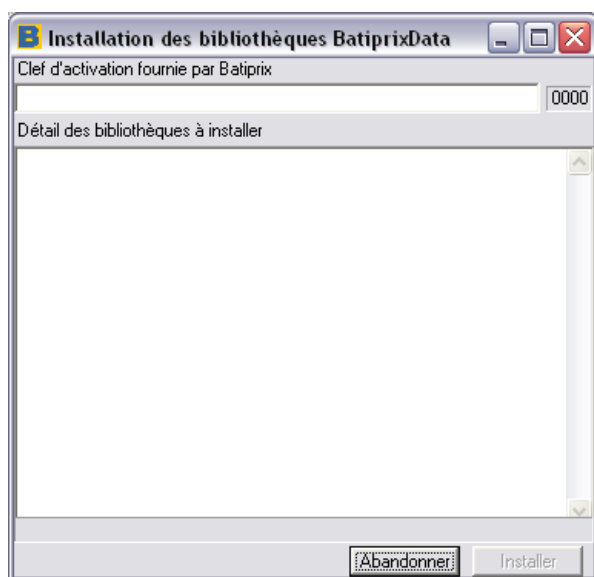 B Installation des bibliothèques BatiprixData
Clef d'activation fournie par Batiprix
0000
Détail des bibliothèques à installer
Abandonner Installer